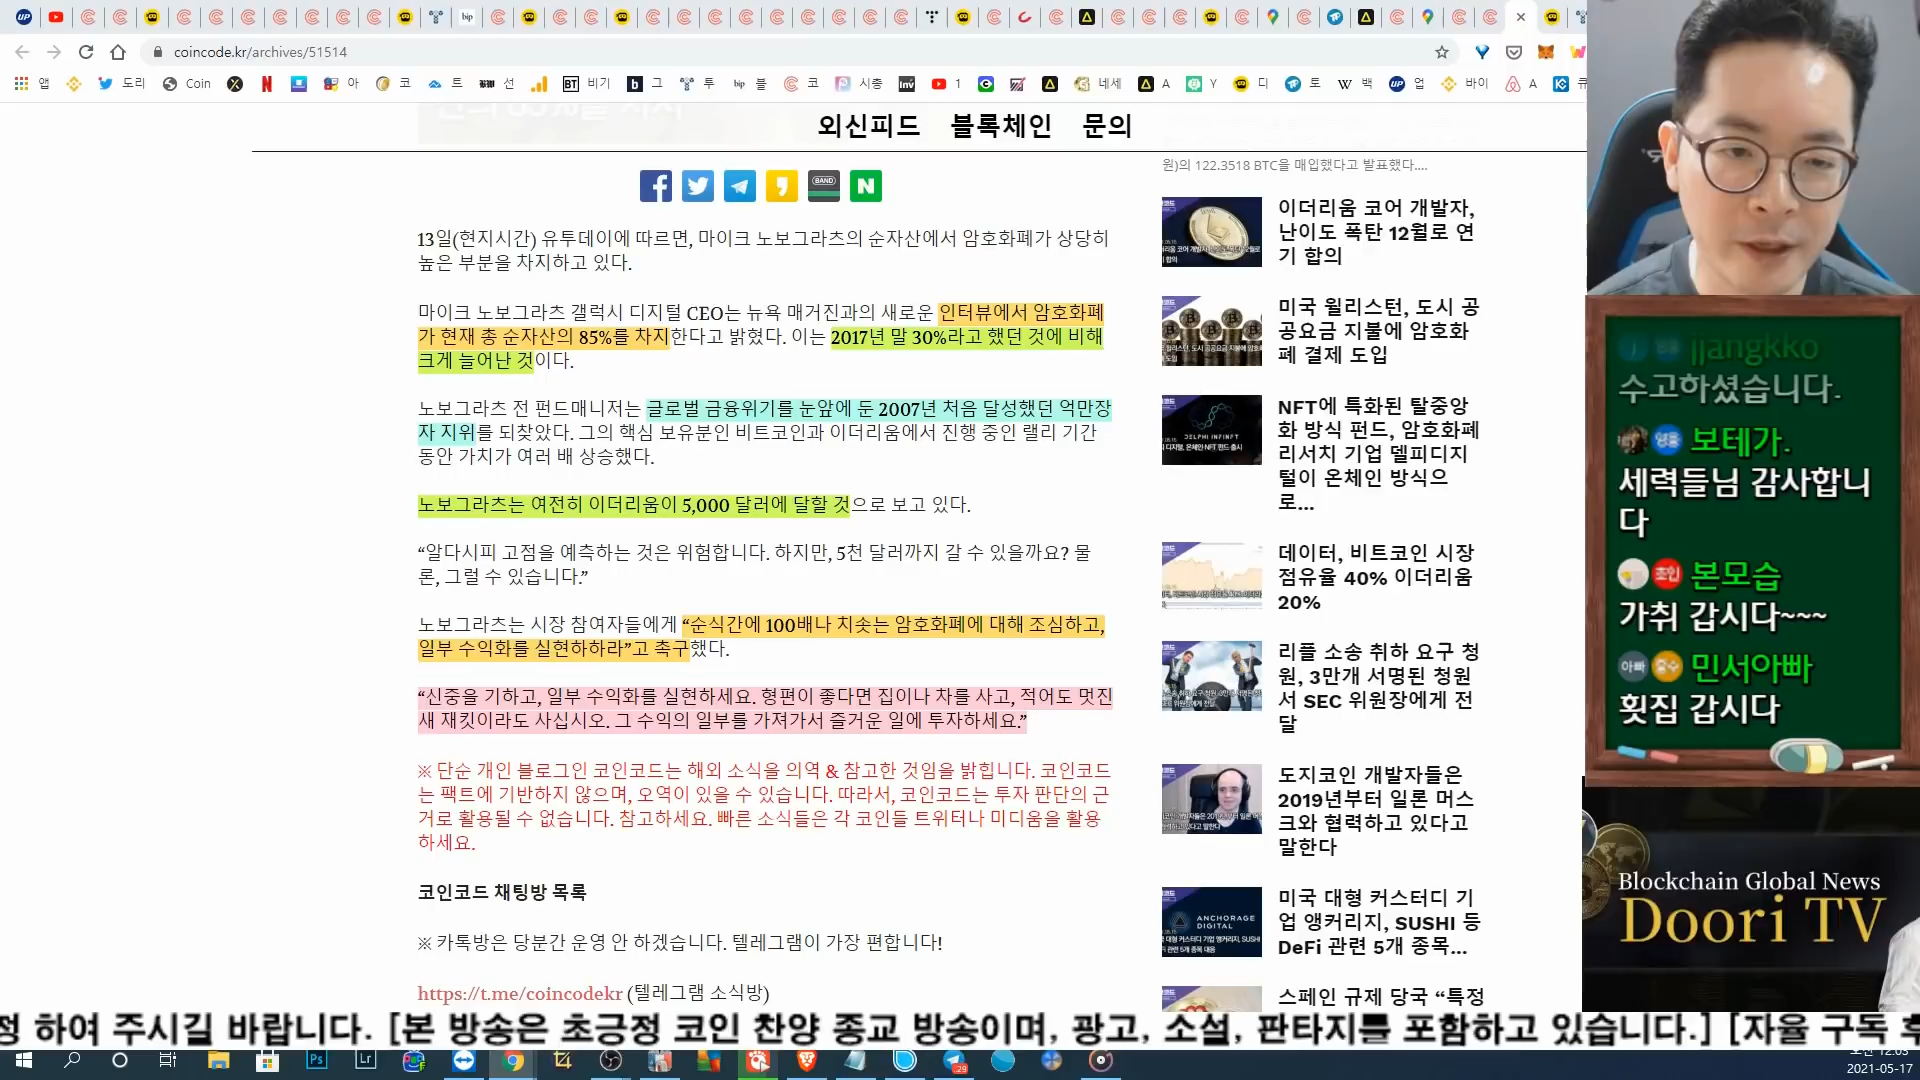 coincode.kr/archives/51514
앱
도리
Coin
아
코
트
선
비기
그
투
블
코
시총
1
네세
A
Y
디
토
백
업
바이
A
큐
외신피드 블록체인 문의
원)의 122.3518 BTC을 매입했다고 발표했다....
13일(현지시간) 유투데이에 따르면, 마이크 노보그라츠의 순자산에서 암호화폐가 상당히
높은 부분을 차지하고 있다.
마이크 노보그라츠 갤럭시 디지털 CEO는 뉴욕 매거진과의 새로운 인터뷰에서 암호화폐
가 현재 총 순자산의 85%를 차지한다고 밝혔다. 이는 2017년 말 30%라고 했던 것에 비해
크게 늘어난 것이다.
노보그라츠 전 펀드매니저는 글로벌 금융위기를 눈앞에 둔 2007년 처음 달성했던 억만장
자 지위를 되찾았다. 그의 핵심 보유분인 비트코인과 이더리움에서 진행 중인 랠리 기간
동안 가치가 여러 배 상승했다.
노보그라츠는 여전히 이더리움이 5,000 달러에 달할 것으로 보고 있다.
“알다시피 고점을 예측하는 것은 위험합니다. 하지만, 5천 달러까지 갈 수 있을까요? 물
론, 그럴 수 있습니다.”
노보그라츠는 시장 참여자들에게 “순식간에 100배나 치솟는 암호화폐에 대해 조심하고,
일부 수익화를 실현하하라”고 촉구했다.
“신중을 기하고, 일부 수익화를 실현하세요. 형편이 좋다면 집이나 차를 사고, 적어도 멋진
새 재킷이라도 사십시오. 그 수익의 일부를 가져가서 즐거운 일에 투자하세요.”
※ 단순 개인 블로그인 코인코드는 해외 소식을 의역 & 참고한 것임을 밝힙니다. 코인코드
는 팩트에 기반하지 않으며, 오역이 있을 수 있습니다. 따라서, 코인코드는 투자 판단의 근
거로 활용될 수 없습니다. 참고하세요. 빠른 소식들은 각 코인들 트위터나 미디움을 활용
하세요.
코인코드 채팅방 목록
※ 카톡방은 당분간 운영 안 하겠습니다. 텔레그램이 가장 편합니다!
https://t.me/coincodekr (텔레그램 소식방)
이더리움 코어 개발자,
난이도 폭탄 12월로 연
기 합의
미국 윌리스턴, 도시 공
공요금 지불에 암호화
폐 결제 도입
NFT에 특화된 탈중앙
화 방식 펀드, 암호화폐
리서치 기업 델피디지
털이 온체인 방식으
로...
데이터, 비트코인 시장
점유율 40% 이더리움
20%
리플 소송 취하 요구 청
원, 3만개 서명된 청원
서 SEC 위원장에게 전
달
도지코인 개발자들은
2019년부터 일론 머스
크와 협력하고 있다고
말한다
미국 대형 커스터디 기
업 앵커리지, SUSHI 등
DeFi 관련 5개 종목...
스페인 규제 당국 “특정
DELPHI INFINFT
ANCHORAGE
DIGITAL
jjangkko
수고하셨습니다.
보테가.
세력들님 감사합니
다
본모습
가취 갑시다~~~
민서아빠
횟집 갑시다
Blockchain Global News
Doori TV
정 하여 주시길 바랍니다. [본 방송은 초긍정 코인 찬양 종교 방송이며, 광고, 소설, 판타지를 포함하고 있습니다.] [자율 구독 후
오전 12:03
2021-05-17